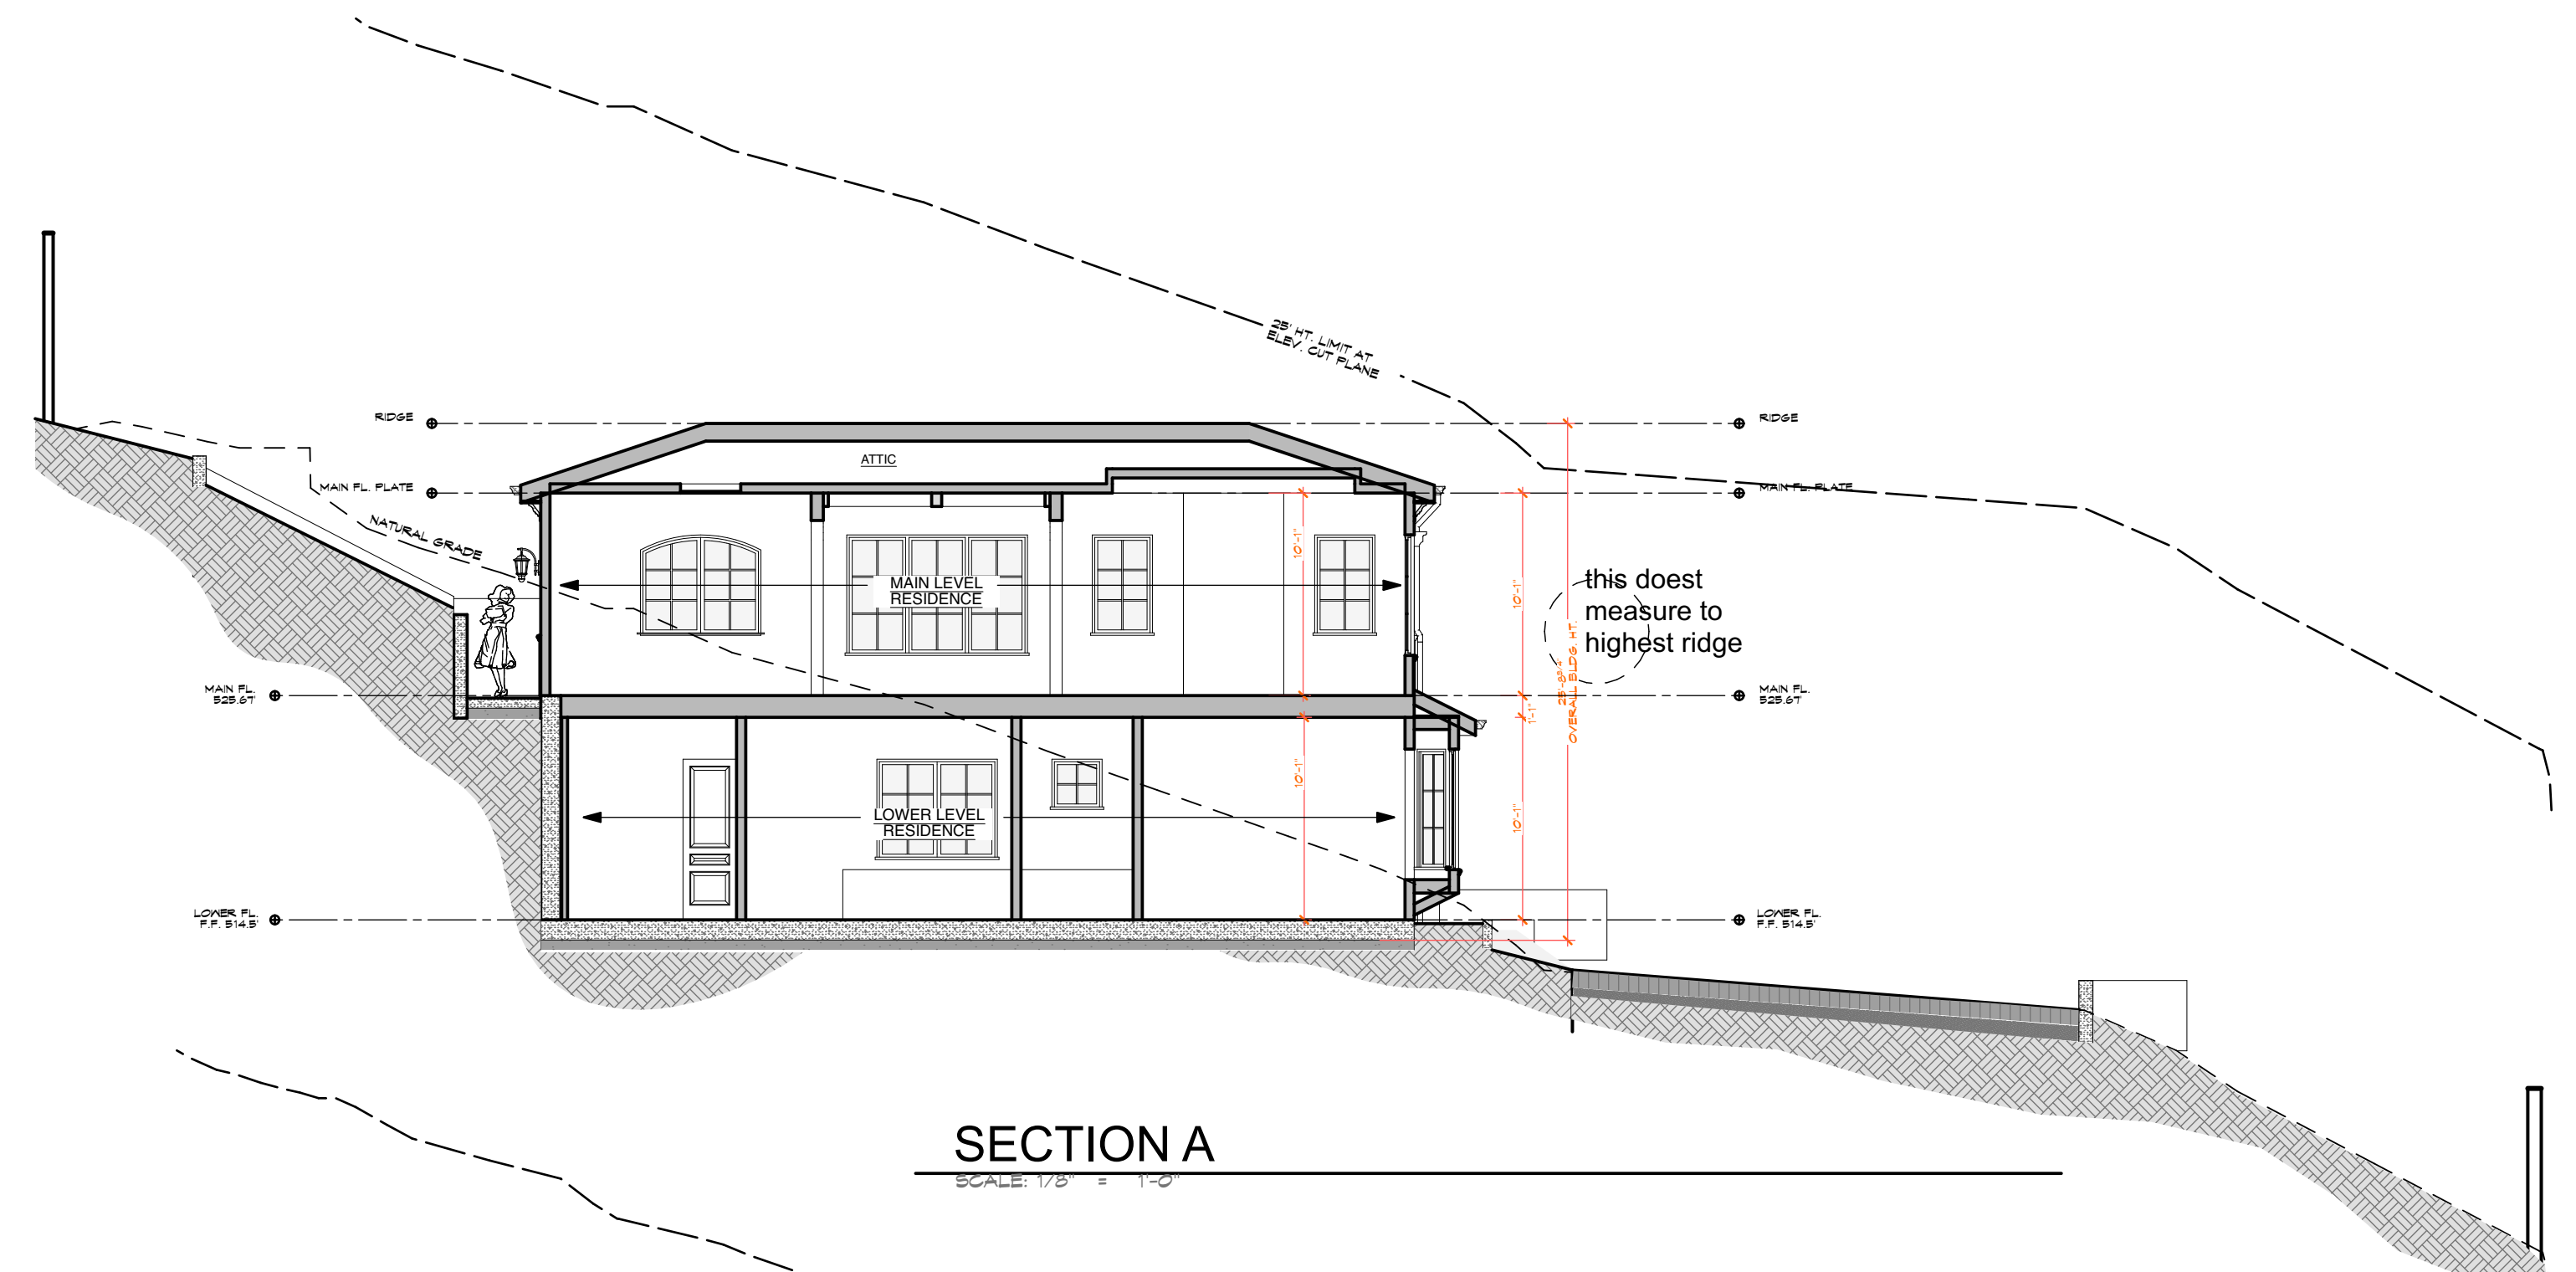 25' HT. LIMIT AT
ELEV. CUT PLANE
RIDGE
RIDGE
ATTIC
MAIN FL. PLATE
MAIN FL. PLATE
NATURAL GRADE
10'-1"
10'-1"
MAIN LEVEL
RESIDENCE
this doest
measure to
highest ridge
OVERALL BLDG. HT.
MAIN FL.
525.67'
MAIN FL.
525.67'
1'-1"
10'-1"
10'-1"
LOWER LEVEL
RESIDENCE
LOWER FL.
F.F. 514.5'
LOWER FL.
F.F. 514.5'
SECTION A
SCALE: 1/8" = 1'-0"